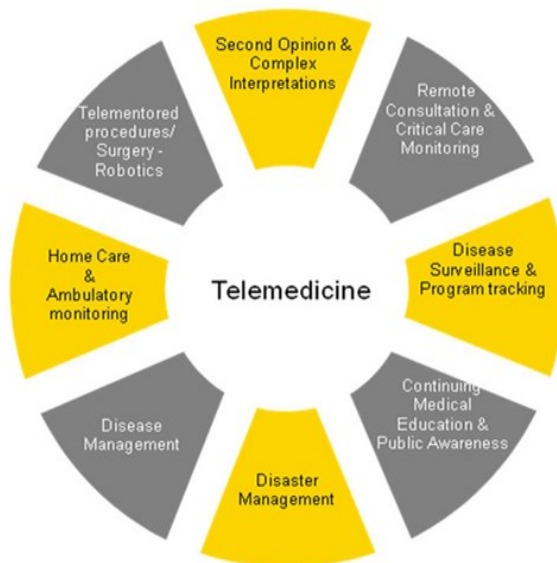 Second Opinion &
Complex
Interpretations
Remote
Consultation &
Critical Care
Monitoring
Disease
Surveillance &
Program tracking
Continuing
Medical
Education &
Public Awareness
Disaster
Management
Disease
Management
Home Care
&
Ambulatory
monitoring
Telementored
procedures/
Surgery -
Robotics
Telemedicine